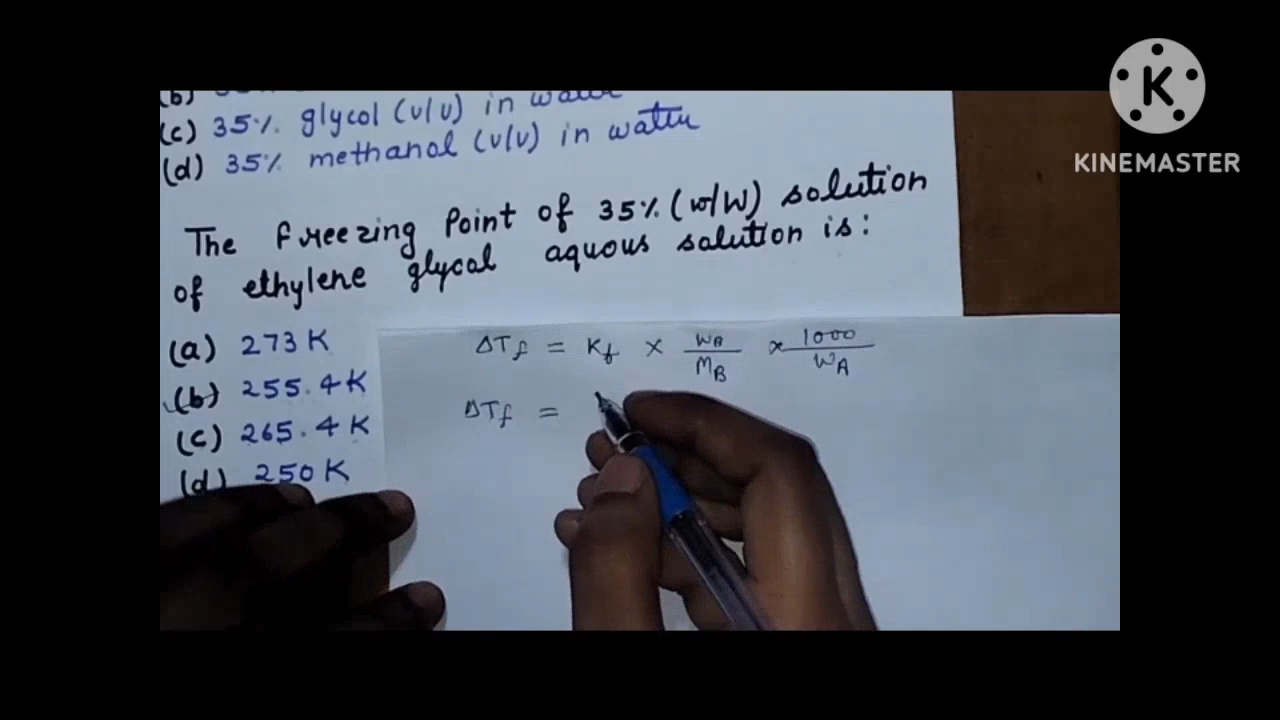 (b)
(c) 35% glycol (v/v) in water
(d) 35% methanol (v/v) in water
The freezing Point of 35% (w/W) solution
of ethylene glycal aquous solution is:
(a) 273 K
(b) 255.4 K
(c) 265.4 K
(d) 250 K
ΔTf = Kf × WB/MB × 1000/WA
ΔTf =
K
KINEMASTER